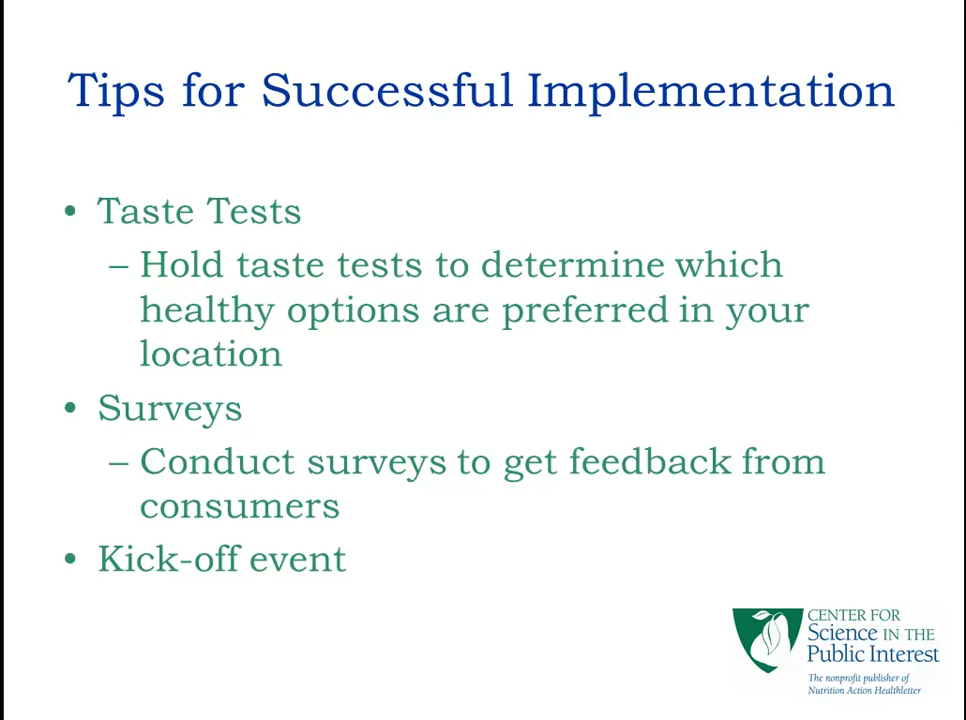 Tips for Successful Implementation
• Taste Tests
– Hold taste tests to determine which
healthy options are preferred in your
location
• Surveys
– Conduct surveys to get feedback from
consumers
• Kick-off event
CENTER FOR
Science IN THE
Public Interest
The nonprofit publisher of
Nutrition Action Healthletter